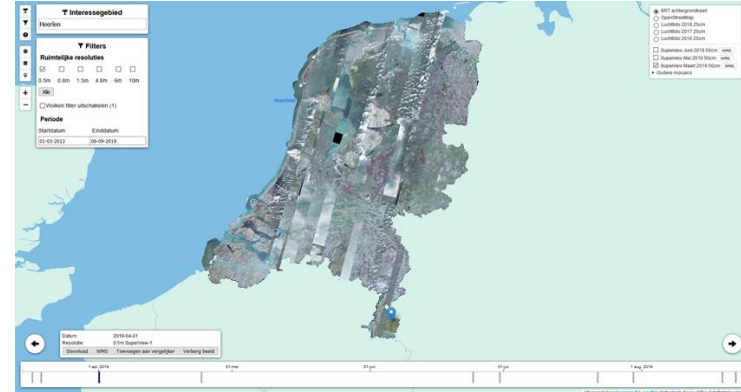 Interessegebied
Heerlen
Filters
Ruimtelijke resoluties
0.5m 0.8m 1.5m 4.8m 6m 10m
Alle
Wolken filter uitschakelen (1)
Periode
Startdatum Einddatum
01-03-2013 06-09-2019
Noordzee
BRT achtergrondkaart
OpenStreetMap
Luchtfoto 2018 25cm
Luchtfoto 2017 25cm
Luchtfoto 2016 25cm
Superview Juni 2019 50cm WMS
Superview Mei 2019 50cm WMS
Superview Maart 2019 50cm WMS
Oudere mosaics
Datum 2019-04-01
Resolutie 0.5m SuperView-1
Download WMS Toevoegen aan vergelijker Verberg beeld
1 apr. 2019 01 mei 01 jun. 01 jul. 1 aug. 2019